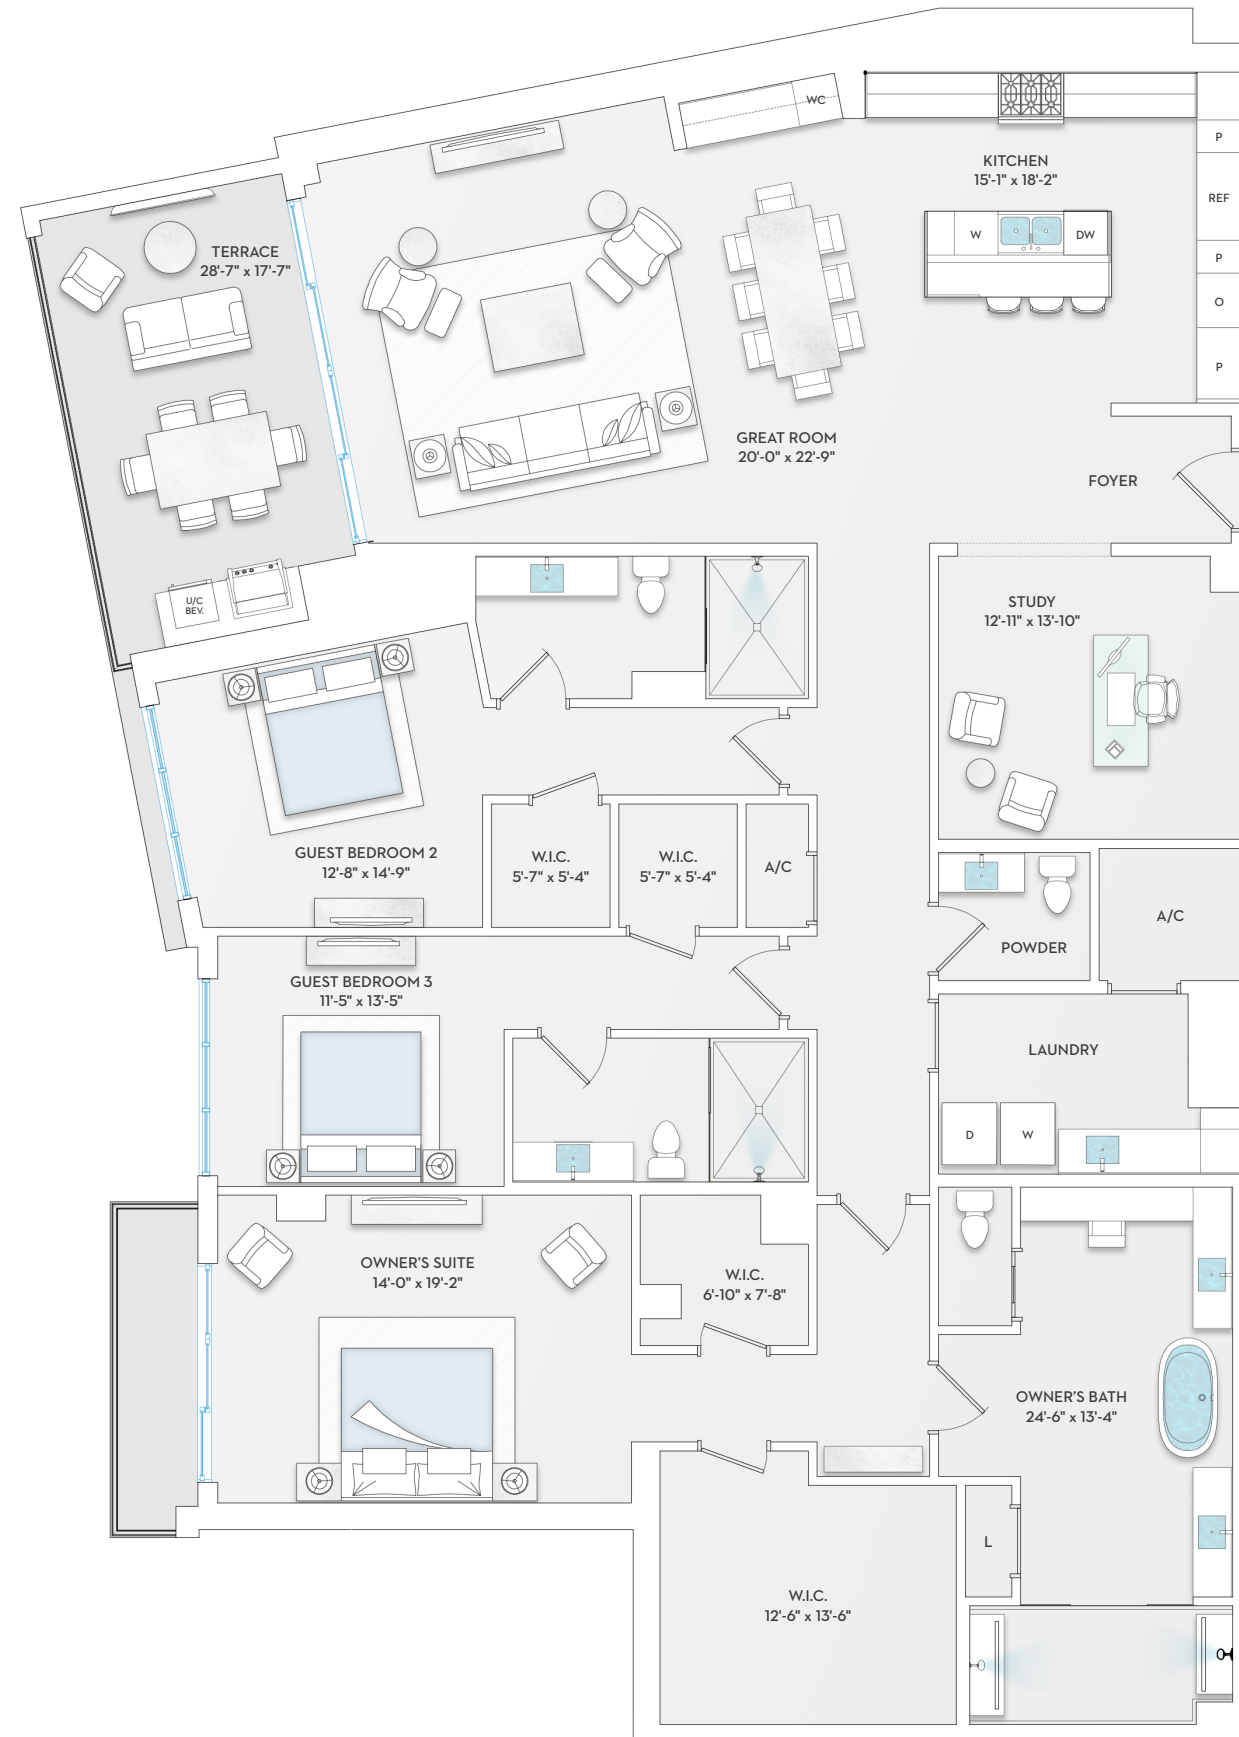 WC
KITCHEN
15'-1" x 18'-2"
P
REF
P
O
P
W
DW
TERRACE
28'-7" x 17'-7"
GREAT ROOM
20'-0" x 22'-9"
FOYER
U/C
BEV.
STUDY
12'-11" x 13'-10"
GUEST BEDROOM 2
12'-8" x 14'-9"
W.I.C.
5'-7" x 5'-4"
W.I.C.
5'-7" x 5'-4"
A/C
POWDER
A/C
GUEST BEDROOM 3
11'-5" x 13'-5"
LAUNDRY
D
W
OWNER'S SUITE
14'-0" x 19'-2"
W.I.C.
6'-10" x 7'-8"
OWNER'S BATH
24'-6" x 13'-4"
L
W.I.C.
12'-6" x 13'-6"